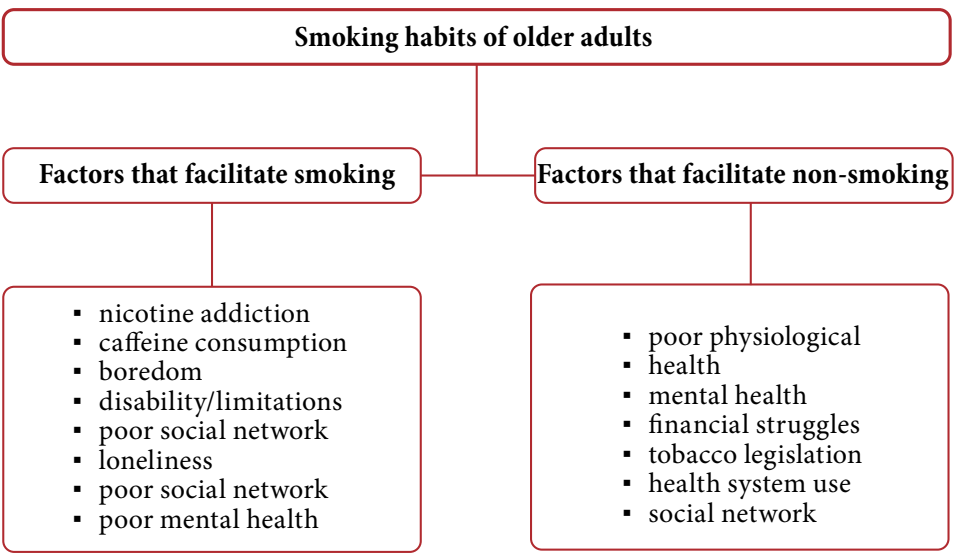 Smoking habits of older adults
Factors that facilitate smoking
Factors that facilitate non-smoking
▪ nicotine addiction
▪ caffeine consumption
▪ boredom
▪ disability/limitations
▪ poor social network
▪ loneliness
▪ poor social network
▪ poor mental health
▪ poor physiological
▪ health
▪ mental health
▪ financial struggles
▪ tobacco legislation
▪ health system use
▪ social network